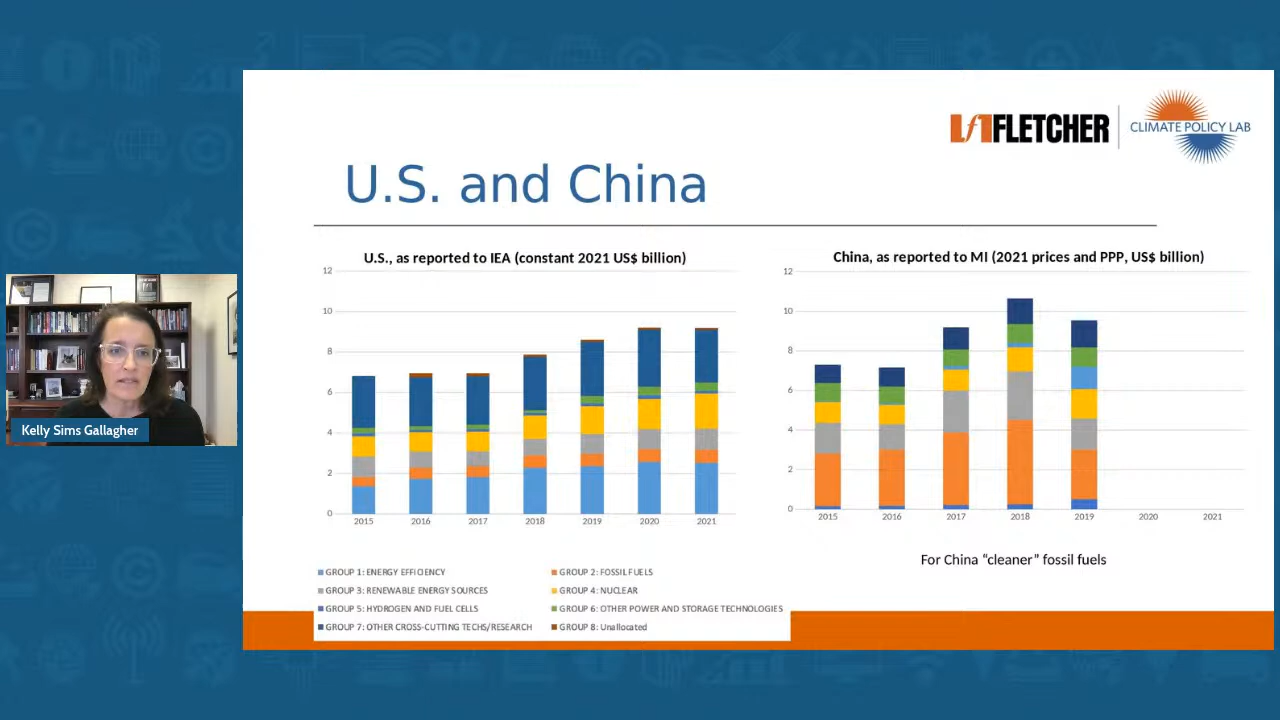 FLETCHER
CLIMATE POLICY LAB
U.S. and China
U.S., as reported to IEA (constant 2021 US$ billion)
12
10
8
6
4
2
0
2015 2016 2017 2018 2019 2020 2021
China, as reported to MI (2021 prices and PPP, US$ billion)
12
10
8
6
4
2
0
2015 2016 2017 2018 2019 2020 2021
For China “cleaner” fossil fuels
GROUP 1: ENERGY EFFICIENCY
GROUP 2: FOSSIL FUELS
GROUP 3: RENEWABLE ENERGY SOURCES
GROUP 4: NUCLEAR
GROUP 5: HYDROGEN AND FUEL CELLS
GROUP 6: OTHER POWER AND STORAGE TECHNOLOGIES
GROUP 7: OTHER CROSS-CUTTING TECHS/RESEARCH
GROUP 8: Unallocated
Kelly Sims Gallagher